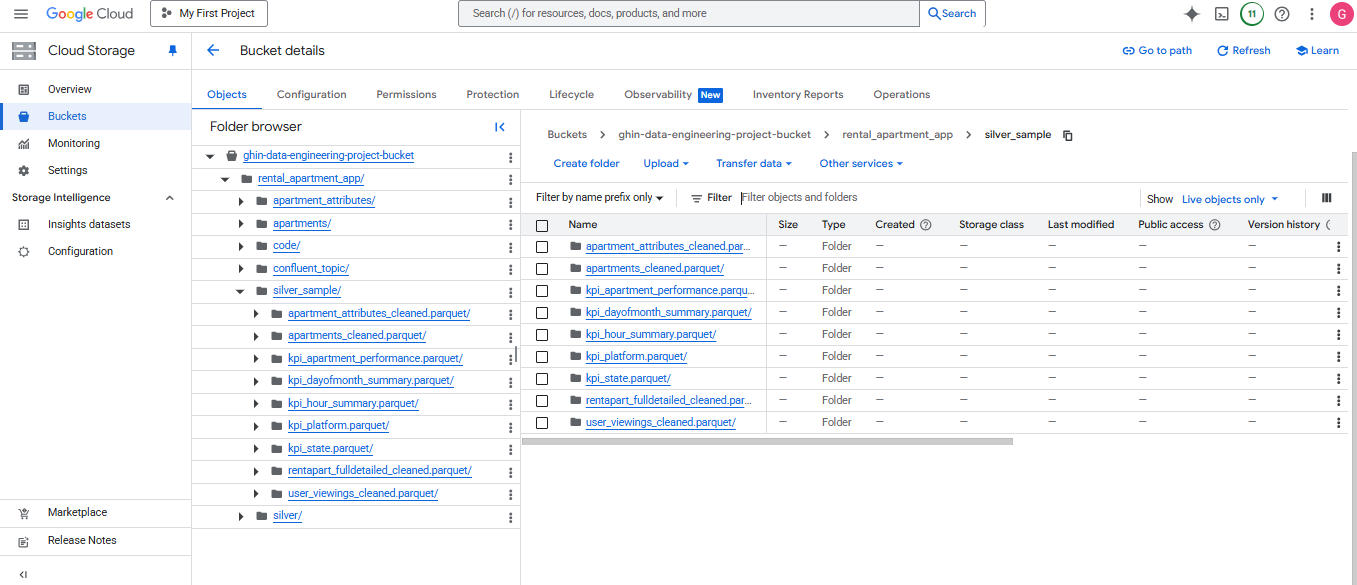 Google Cloud
My First Project
Search (/) for resources, docs, products, and more
Search
11
G
Cloud Storage
Bucket details
Go to path
Refresh
Learn
Overview
Buckets
Monitoring
Settings
Storage Intelligence
Insights datasets
Configuration
Marketplace
Release Notes
Objects
Configuration
Permissions
Protection
Lifecycle
Observability New
Inventory Reports
Operations
Folder browser
ghin-data-engineering-project-bucket
rental_apartment_app/
apartment_attributes/
apartments/
code/
confluent_topic/
silver_sample/
apartment_attributes_cleaned.parquet/
apartments_cleaned.parquet/
kpi_apartment_performance.parquet/
kpi_dayofmonth_summary.parquet/
kpi_hour_summary.parquet/
kpi_platform.parquet/
kpi_state.parquet/
rentapart_fulldetailed_cleaned.parquet/
user_viewings_cleaned.parquet/
silver/
Buckets > ghin-data-engineering-project-bucket > rental_apartment_app > silver_sample
Create folder Upload Transfer data Other services
Filter by name prefix only Filter Filter objects and folders Show Live objects only
Name Size Type Created Storage class Last modified Public access Version history
apartment_attributes_cleaned.par... — Folder — — — — —
apartments_cleaned.parquet/ — Folder — — — — —
kpi_apartment_performance.parqu... — Folder — — — — —
kpi_dayofmonth_summary.parquet/ — Folder — — — — —
kpi_hour_summary.parquet/ — Folder — — — — —
kpi_platform.parquet/ — Folder — — — — —
kpi_state.parquet/ — Folder — — — — —
rentapart_fulldetailed_cleaned.par... — Folder — — — — —
user_viewings_cleaned.parquet/ — Folder — — — — —